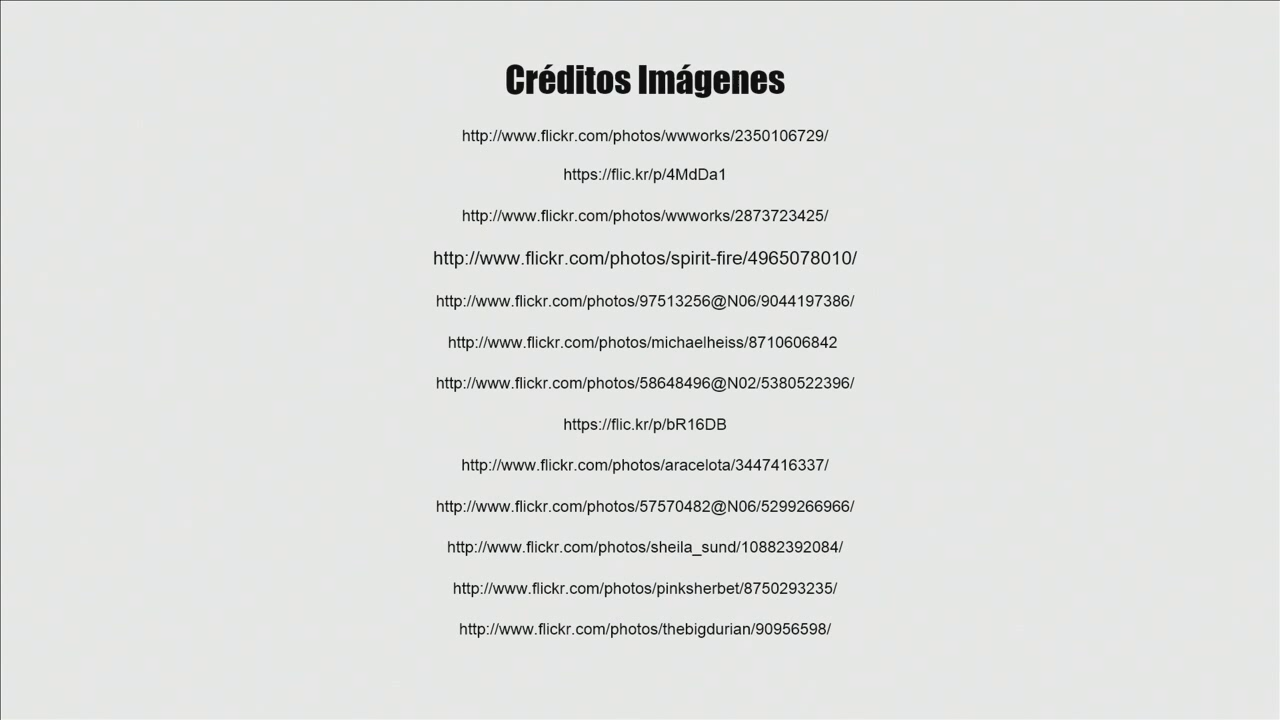 Créditos Imágenes
http://www.flickr.com/photos/wwworks/2350106729/
https://flic.kr/p/4MdDa1
http://www.flickr.com/photos/wwworks/2873723425/
http://www.flickr.com/photos/spirit-fire/4965078010/
http://www.flickr.com/photos/97513256@N06/9044197386/
http://www.flickr.com/photos/michaelheiss/8710606842
http://www.flickr.com/photos/58648496@N02/5380522396/
https://flic.kr/p/bR16DB
http://www.flickr.com/photos/aracelota/3447416337/
http://www.flickr.com/photos/57570482@N06/5299266966/
http://www.flickr.com/photos/sheila_sund/10882392084/
http://www.flickr.com/photos/pinksherbet/8750293235/
http://www.flickr.com/photos/thebigdurian/90956598/